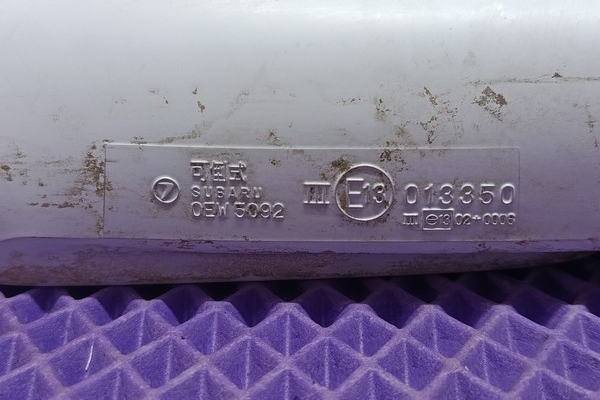 可倒式
SUBARU
OEW 5092
III E13 013350
III e13 02*0006